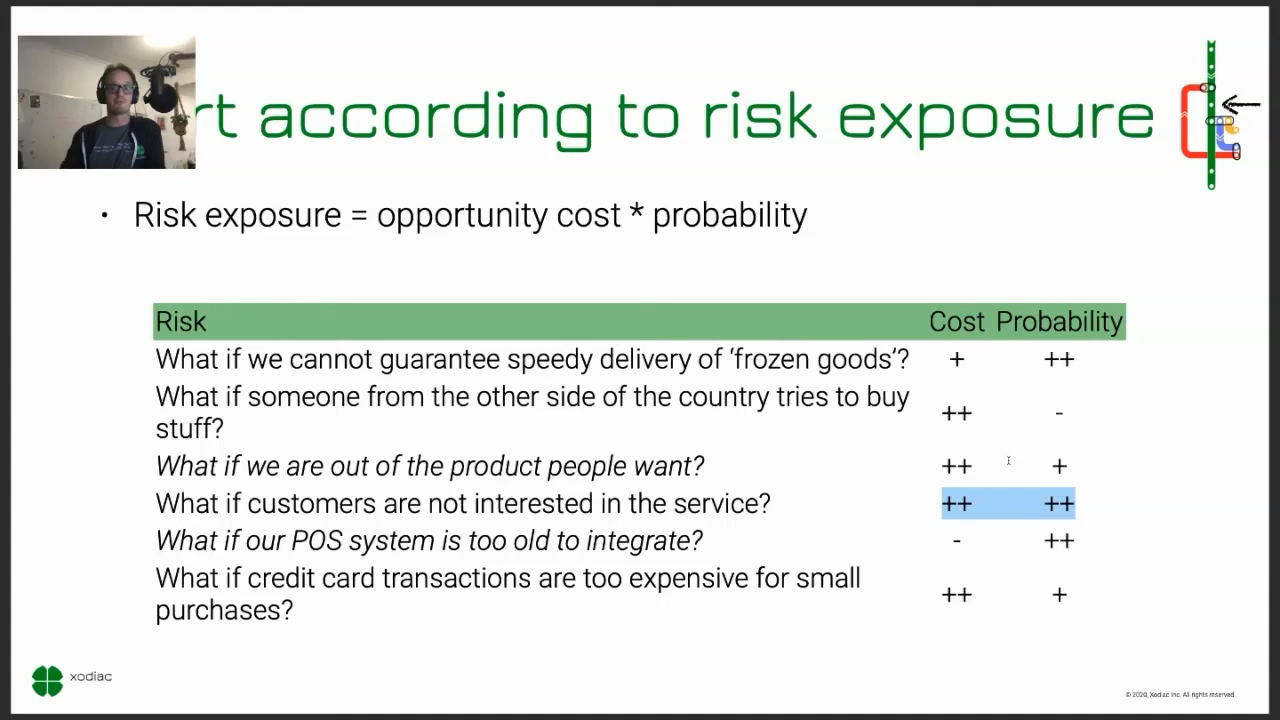 rt according to risk exposure
• Risk exposure = opportunity cost * probability
Risk Cost Probability
What if we cannot guarantee speedy delivery of ‘frozen goods’? + ++
What if someone from the other side of the country tries to buy
stuff? ++ -
What if we are out of the product people want? ++ +
What if customers are not interested in the service? ++ ++
What if our POS system is too old to integrate? - ++
What if credit card transactions are too expensive for small
purchases? ++ +
xodiac
© 2020, Xodiac Inc. All rights reserved